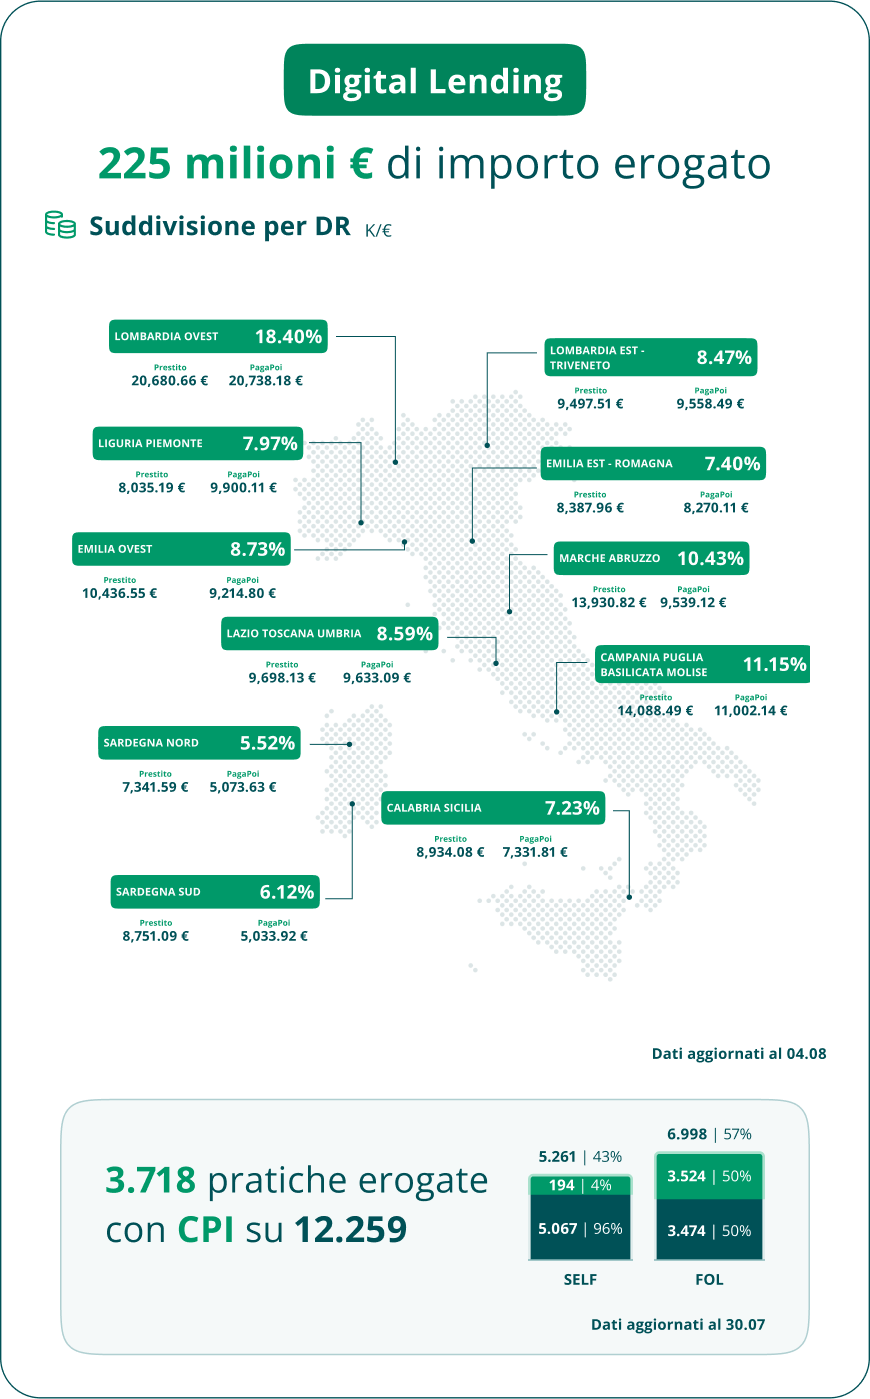 Digital Lending
225 milioni € di importo erogato
Suddivisione per DR K/€
LOMBARDIA OVEST 18.40%
Prestito PagaPoi
20,680.66 € 20,738.18 €
LOMBARDIA EST -
TRIVENETO
8.47%
Prestito PagaPoi
9,497.51 € 9,558.49 €
LIGURIA PIEMONTE 7.97%
Prestito PagaPoi
8,035.19 € 9,900.11 €
EMILIA EST - ROMAGNA 7.40%
Prestito PagaPoi
8,387.96 € 8,270.11 €
EMILIA OVEST 8.73%
Prestito PagaPoi
10,436.55 € 9,214.80 €
MARCHE ABRUZZO 10.43%
Prestito PagaPoi
13,930.82 € 9,539.12 €
LAZIO TOSCANA UMBRIA 8.59%
Prestito PagaPoi
9,698.13 € 9,633.09 €
CAMPANIA PUGLIA
BASILICATA MOLISE
11.15%
Prestito PagaPoi
14,088.49 € 11,002.14 €
SARDEGNA NORD 5.52%
Prestito PagaPoi
7,341.59 € 5,073.63 €
CALABRIA SICILIA 7.23%
Prestito PagaPoi
8,934.08 € 7,331.81 €
SARDEGNA SUD 6.12%
Prestito PagaPoi
8,751.09 € 5,033.92 €
Dati aggiornati al 04.08
3.718 pratiche erogate
con CPI su 12.259
5.261 | 43%
194 | 4%
5.067 | 96%
SELF
6.998 | 57%
3.524 | 50%
3.474 | 50%
FOL
Dati aggiornati al 30.07